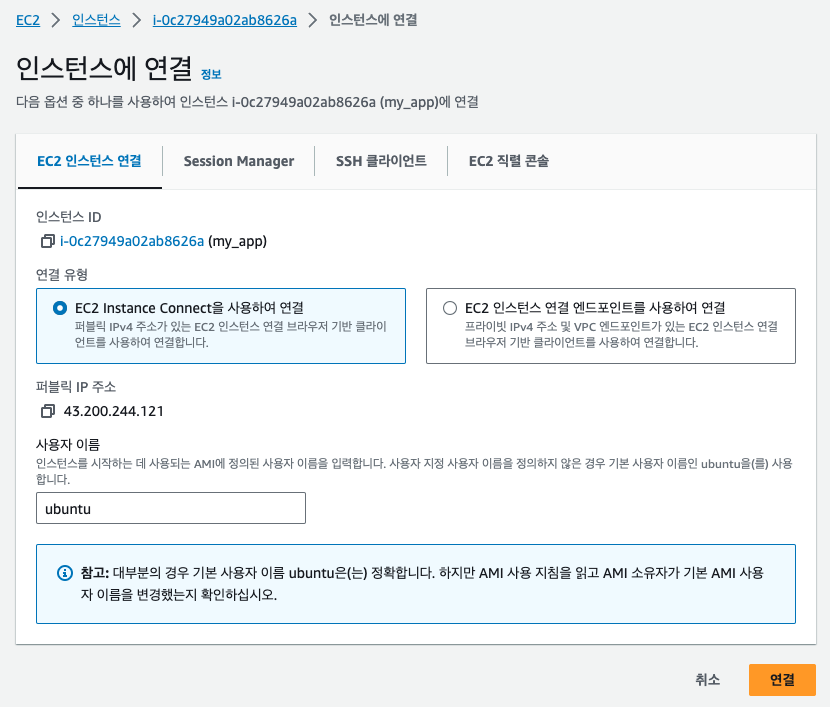 EC2 > 인스턴스 > i-0c27949a02ab8626a > 인스턴스에 연결
인스턴스에 연결 정보
다음 옵션 중 하나를 사용하여 인스턴스 i-0c27949a02ab8626a (my_app)에 연결
EC2 인스턴스 연결 Session Manager SSH 클라이언트 EC2 직렬 콘솔
인스턴스 ID
i-0c27949a02ab8626a (my_app)
연결 유형
EC2 Instance Connect을 사용하여 연결
퍼블릭 IPv4 주소가 있는 EC2 인스턴스 연결 브라우저 기반 클라이
언트를 사용하여 연결합니다.
EC2 인스턴스 연결 엔드포인트를 사용하여 연결
프라이빗 IPv4 주소 및 VPC 엔드포인트가 있는 EC2 인스턴스 연결
브라우저 기반 클라이언트를 사용하여 연결합니다.
퍼블릭 IP 주소
43.200.244.121
사용자 이름
인스턴스를 시작하는 데 사용되는 AMI에 정의된 사용자 이름을 입력합니다. 사용자 지정 사용자 이름을 정의하지 않은 경우 기본 사용자 이름인 ubuntu을(를) 사용
합니다.
ubuntu
참고: 대부분의 경우 기본 사용자 이름 ubuntu은(는) 정확합니다. 하지만 AMI 사용 지침을 읽고 AMI 소유자가 기본 AMI 사용
자 이름을 변경했는지 확인하십시오.
취소 연결